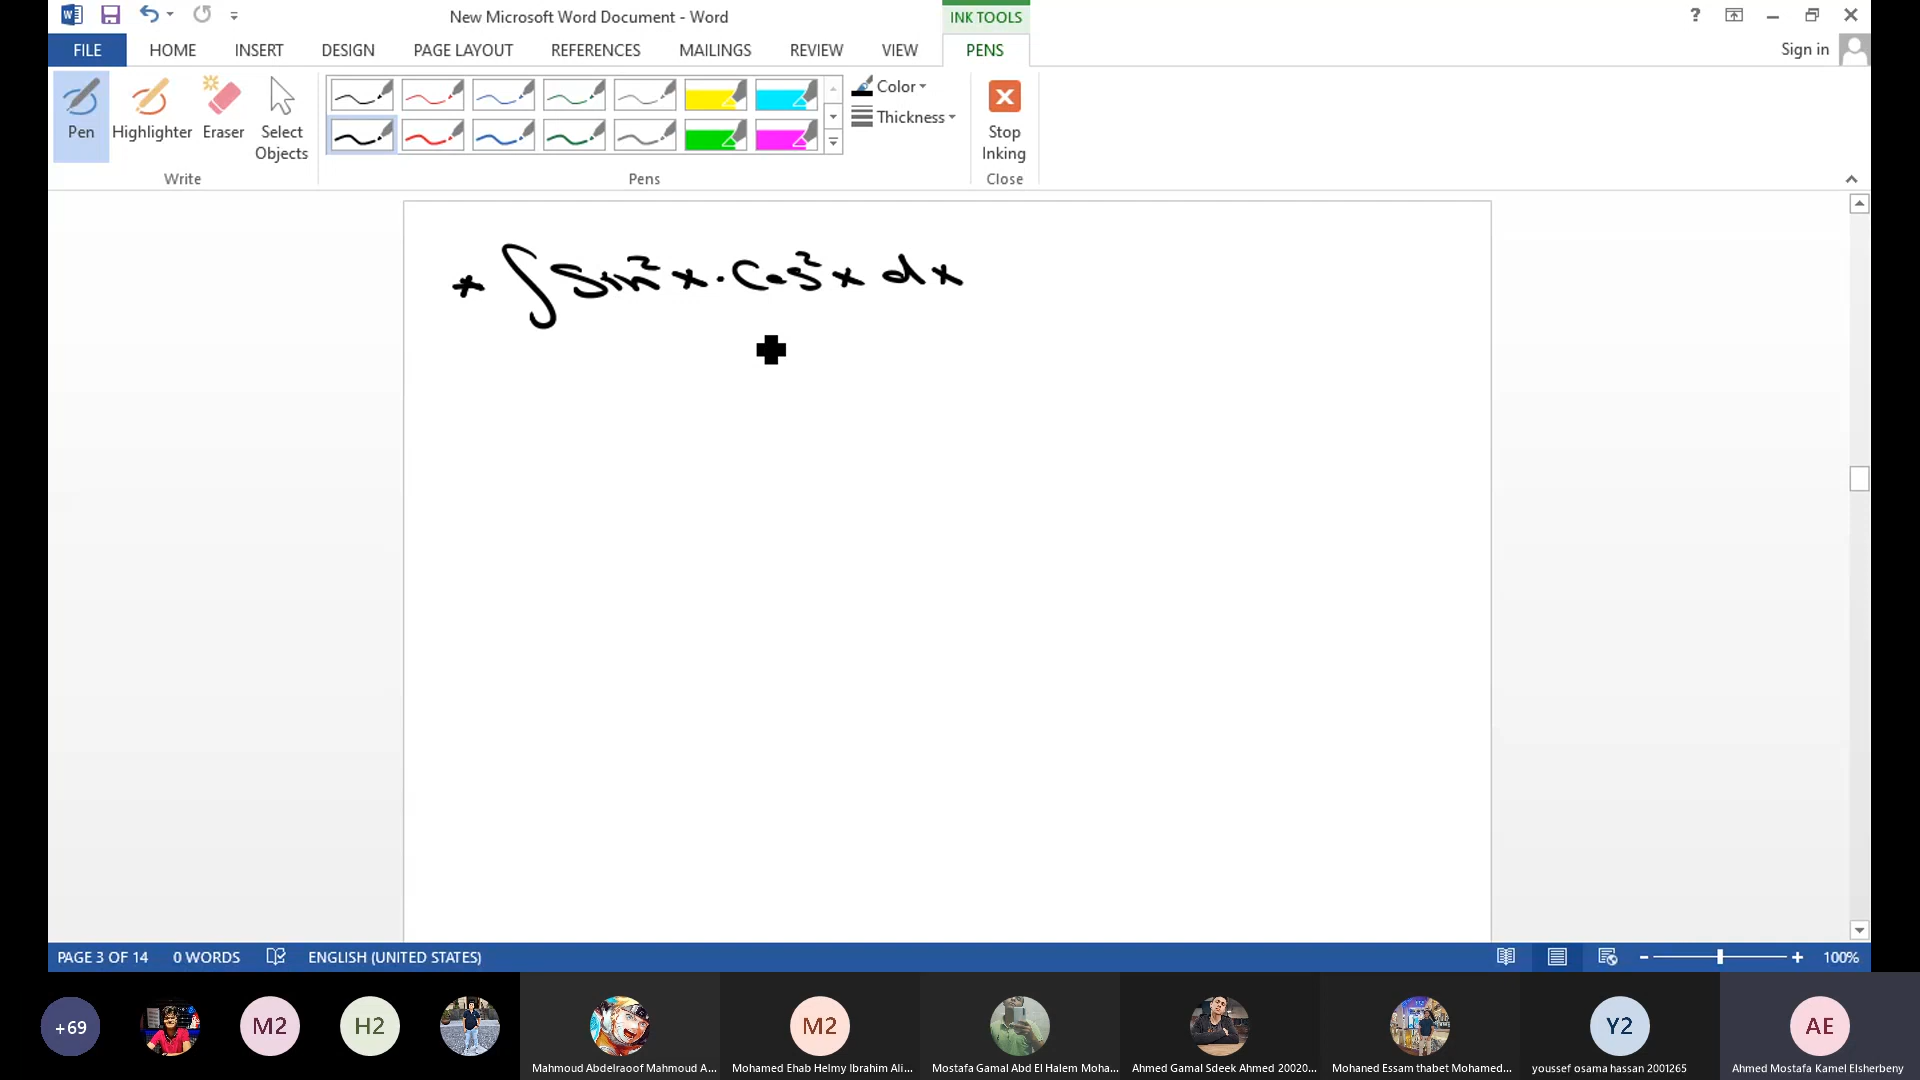 New Microsoft Word Document - Word
INK TOOLS
?
FILE
HOME
INSERT
DESIGN
PAGE LAYOUT
REFERENCES
MAILINGS
REVIEW
VIEW
PENS
Sign in
Pen
Highlighter
Eraser
Select Objects
Color
Thickness
Stop Inking
Write
Pens
Close
* ∫ Sin² x · Cos² x dx
PAGE 3 OF 14
0 WORDS
ENGLISH (UNITED STATES)
100%
+69
M2
H2
M2
Y2
AE
Mahmoud Abdelraoof Mahmoud A...
Mohamed Ehab Helmy Ibrahim Ali...
Mostafa Gamal Abd El Halem Moha...
Ahmed Gamal Sdeek Ahmed 20020...
Mohaned Essam thabet Mohamed...
youssef osama hassan 2001265
Ahmed Mostafa Kamel Elsherbeny